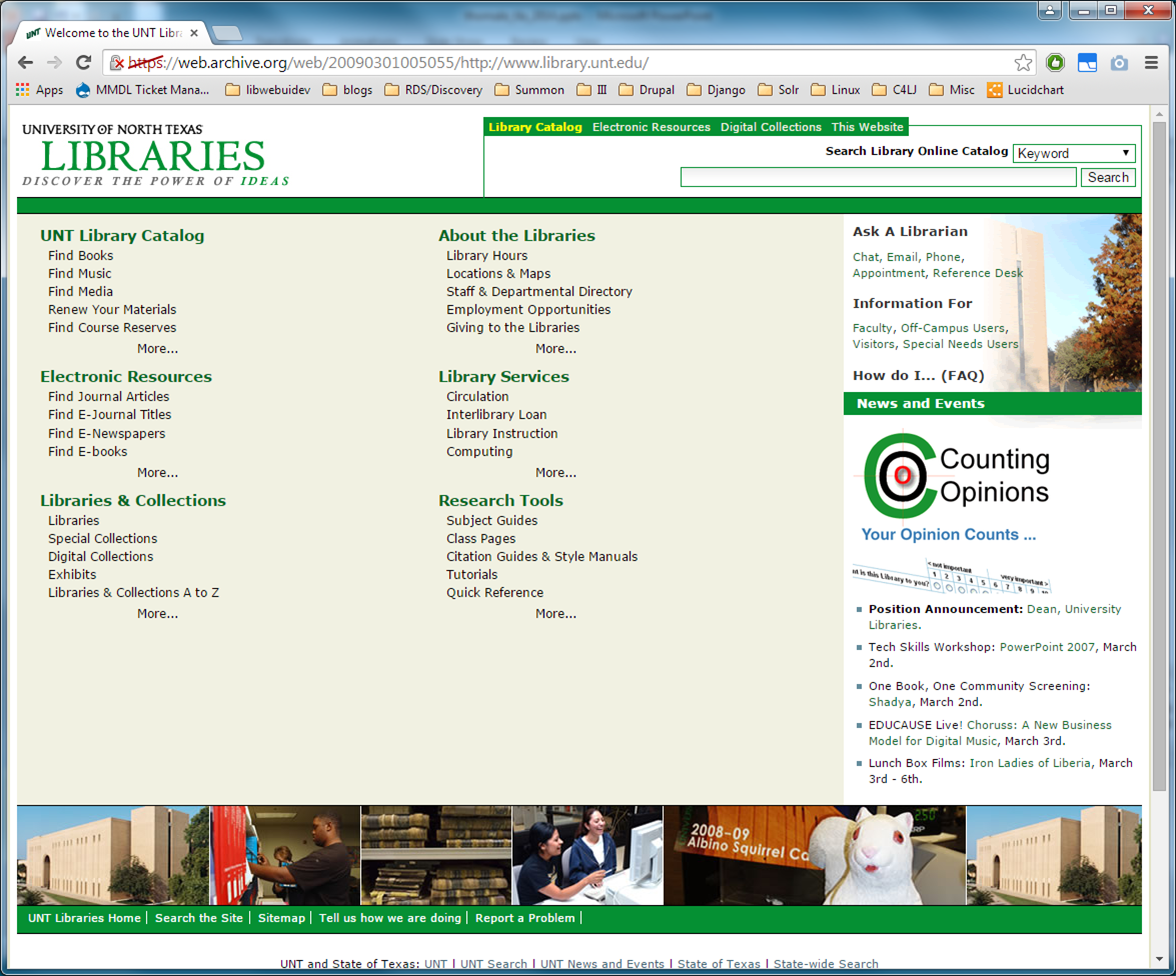 Welcome to the UNT Libra
https://web.archive.org/web/20090301005055/http://www.library.unt.edu/
Apps MMDL Ticket Mana... libwebuidev blogs RDS/Discovery Summon III Drupal Django Solr Linux C4LJ Misc Lucidchart
UNIVERSITY OF NORTH TEXAS
LIBRARIES
DISCOVER THE POWER OF IDEAS
Library Catalog Electronic Resources Digital Collections This Website
Search Library Online Catalog Keyword
Search
UNT Library Catalog
Find Books
Find Music
Find Media
Renew Your Materials
Find Course Reserves
More...
Electronic Resources
Find Journal Articles
Find E-Journal Titles
Find E-Newspapers
Find E-books
More...
Libraries & Collections
Libraries
Special Collections
Digital Collections
Exhibits
Libraries & Collections A to Z
More...
About the Libraries
Library Hours
Locations & Maps
Staff & Departmental Directory
Employment Opportunities
Giving to the Libraries
More...
Library Services
Circulation
Interlibrary Loan
Library Instruction
Computing
More...
Research Tools
Subject Guides
Class Pages
Citation Guides & Style Manuals
Tutorials
Quick Reference
More...
Ask A Librarian
Chat, Email, Phone,
Appointment, Reference Desk
Information For
Faculty, Off-Campus Users,
Visitors, Special Needs Users
How do I... (FAQ)
News and Events
Counting
Opinions
Your Opinion Counts ...
< not important very important >
nt is this Library to you? 1 2 3 4 5 6 7 8 9 10
Position Announcement: Dean, University
Libraries.
Tech Skills Workshop: PowerPoint 2007, March
2nd.
One Book, One Community Screening:
Shadya, March 2nd.
EDUCAUSE Live! Choruss: A New Business
Model for Digital Music, March 3rd.
Lunch Box Films: Iron Ladies of Liberia, March
3rd - 6th.
2008-09
Albino Squirrel Ca
UNT Libraries Home | Search the Site | Sitemap | Tell us how we are doing | Report a Problem |
UNT and State of Texas: UNT | UNT Search | UNT News and Events | State of Texas | State-wide Search